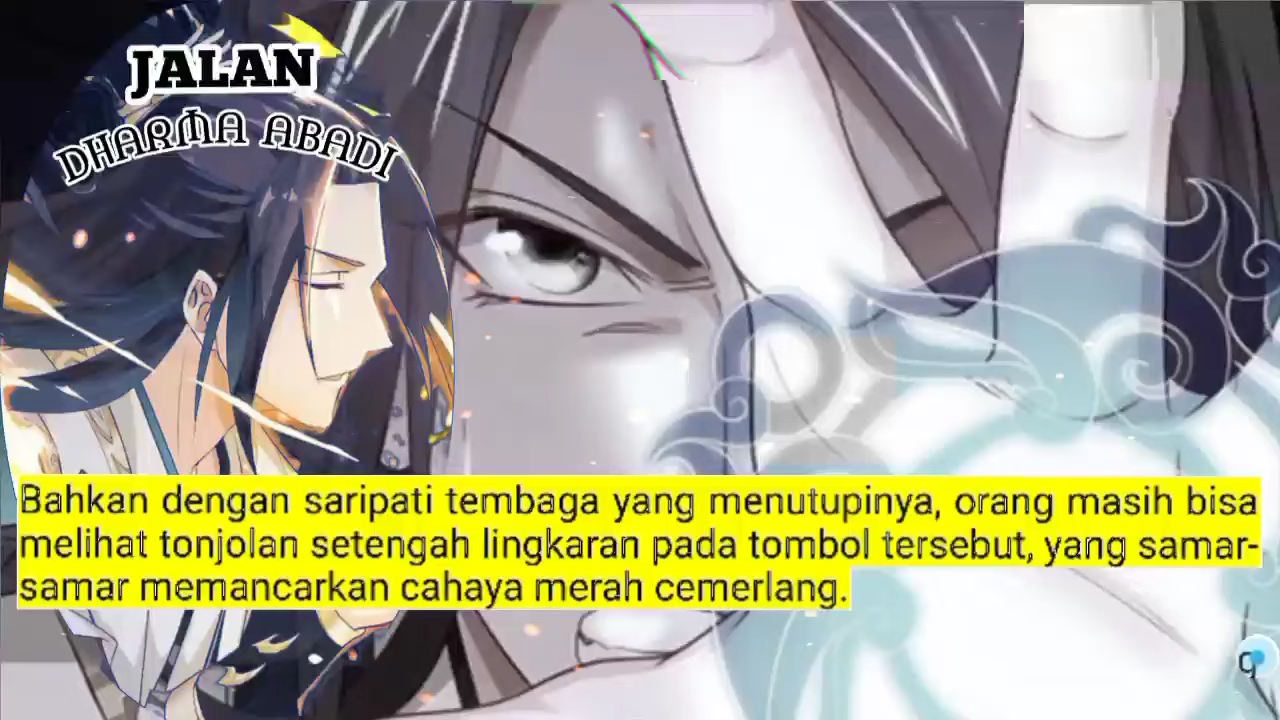 JALAN
DHARMA ABADI
Bahkan dengan saripati tembaga yang menutupinya, orang masih bisa
melihat tonjolan setengah lingkaran pada tombol tersebut, yang samar-
samar memancarkan cahaya merah cemerlang.
g